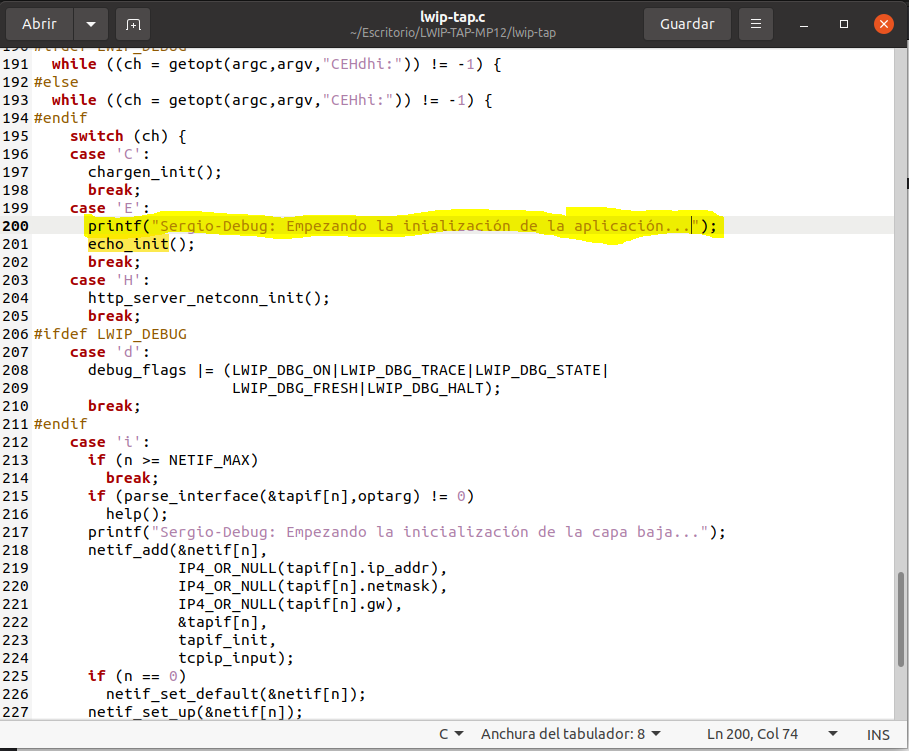 Abrir
lwip-tap.c
~/Escritorio/LWIP-TAP-MP12/lwip-tap
Guardar
190 #ifdef LWIP_DEBUG
191   while ((ch = getopt(argc,argv,"CEHdhi:")) != -1) {
192 #else
193   while ((ch = getopt(argc,argv,"CEHhi:")) != -1) {
194 #endif
195     switch (ch) {
196     case 'C':
197       chargen_init();
198       break;
199     case 'E':
200       printf("Sergio-Debug: Empezando la inialización de la aplicación...");
201       echo_init();
202       break;
203     case 'H':
204       http_server_netconn_init();
205       break;
206 #ifdef LWIP_DEBUG
207     case 'd':
208       debug_flags |= (LWIP_DBG_ON|LWIP_DBG_TRACE|LWIP_DBG_STATE|
209                       LWIP_DBG_FRESH|LWIP_DBG_HALT);
210       break;
211 #endif
212     case 'i':
213       if (n >= NETIF_MAX)
214         break;
215       if (parse_interface(&tapif[n],optarg) != 0)
216         help();
217       printf("Sergio-Debug: Empezando la inicialización de la capa baja...");
218       netif_add(&netif[n],
219                 IP4_OR_NULL(tapif[n].ip_addr),
220                 IP4_OR_NULL(tapif[n].netmask),
221                 IP4_OR_NULL(tapif[n].gw),
222                 &tapif[n],
223                 tapif_init,
224                 tcpip_input);
225       if (n == 0)
226         netif_set_default(&netif[n]);
227       netif_set_up(&netif[n]);
C
Anchura del tabulador: 8
Ln 200, Col 74
INS